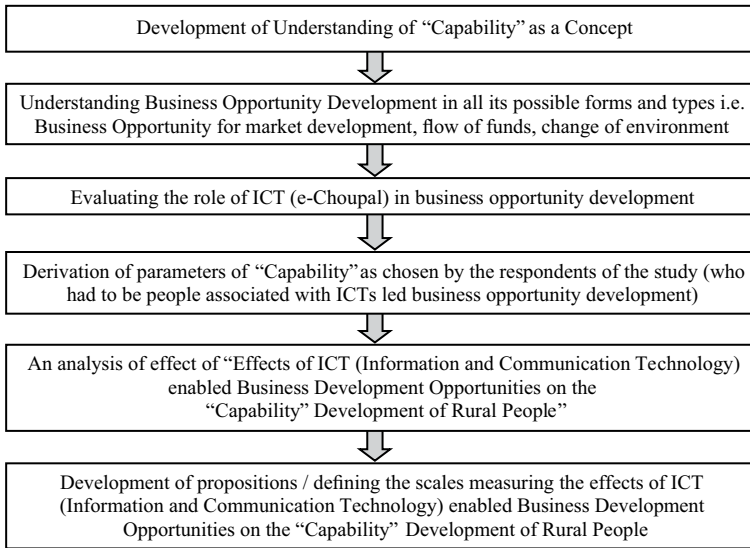 Development of Understanding of “Capability” as a Concept
Understanding Business Opportunity Development in all its possible forms and types i.e.
Business Opportunity for market development, flow of funds, change of environment
Evaluating the role of ICT (e-Choupal) in business opportunity development
Derivation of parameters of “Capability” as chosen by the respondents of the study (who
had to be people associated with ICTs led business opportunity development)
An analysis of effect of “Effects of ICT (Information and Communication Technology)
enabled Business Development Opportunities on the
“Capability” Development of Rural People”
Development of propositions / defining the scales measuring the effects of ICT
(Information and Communication Technology) enabled Business Development
Opportunities on the “Capability” Development of Rural People